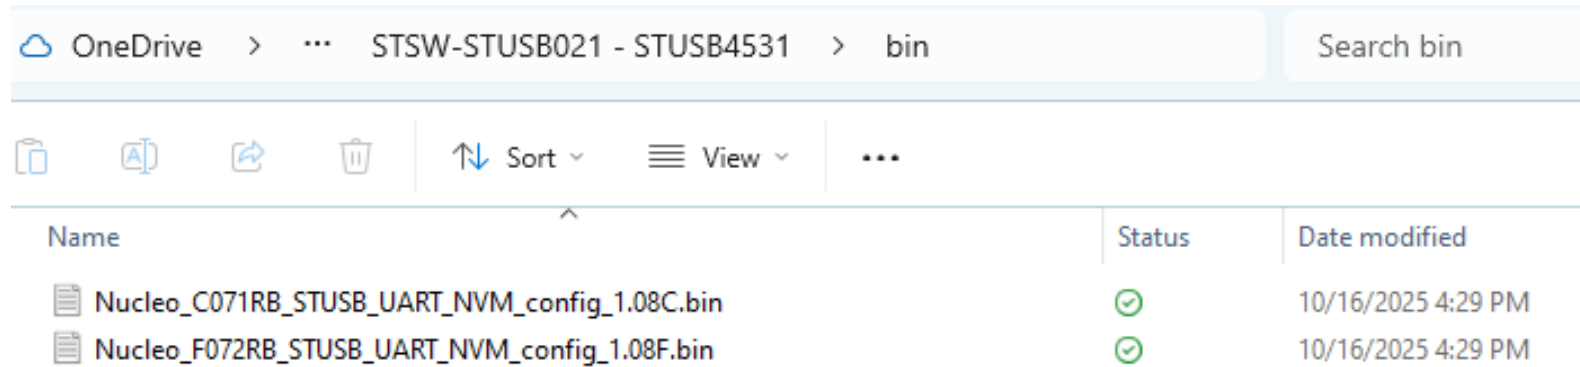 OneDrive > ... STSW-STUSB021 - STUSB4531 > bin Search bin
Sort View ...
Name Status Date modified
Nucleo_C071RB_STUSB_UART_NVM_config_1.08C.bin 10/16/2025 4:29 PM
Nucleo_F072RB_STUSB_UART_NVM_config_1.08F.bin 10/16/2025 4:29 PM